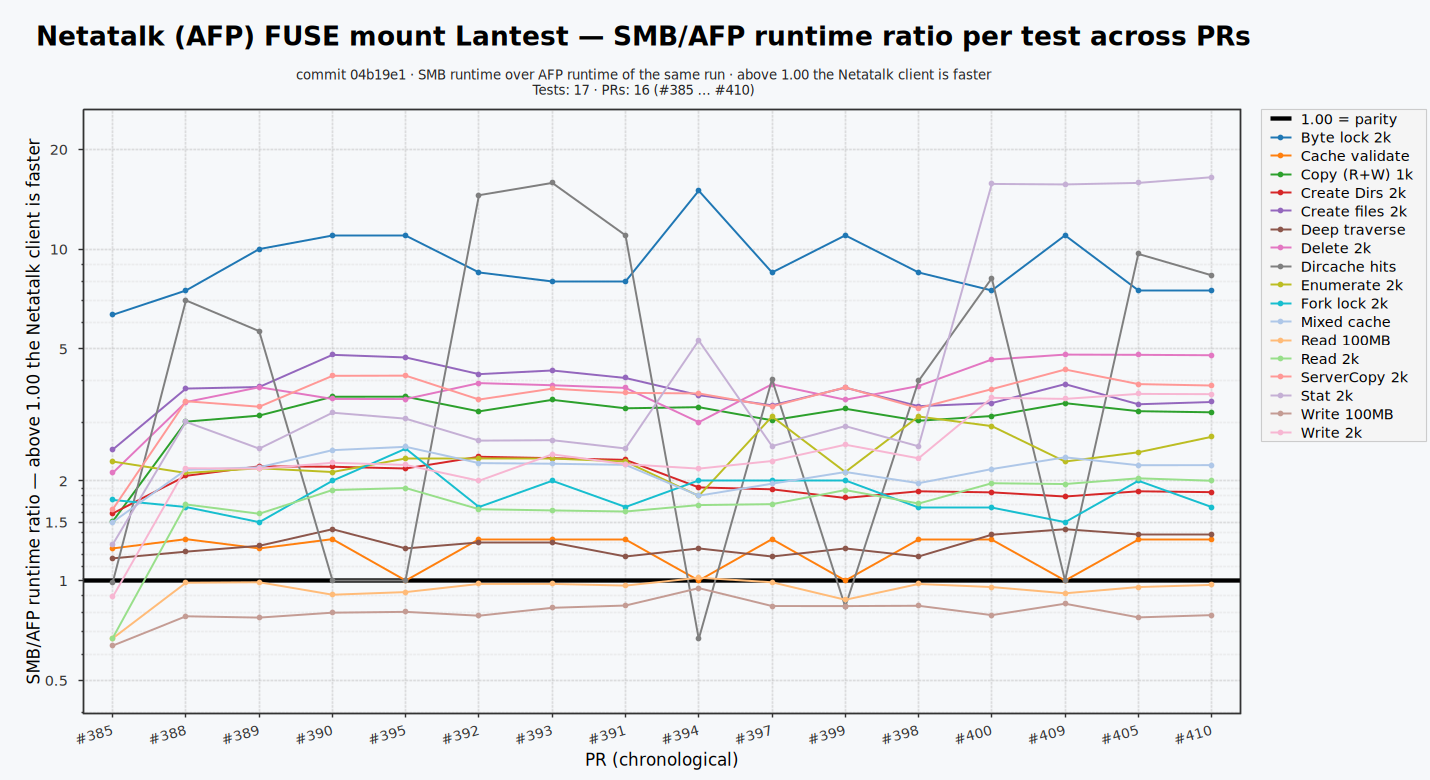 Netatalk (AFP) FUSE mount Lantest — SMB/AFP runtime ratio per test across PRs
commit 04b19e1 · SMB runtime over AFP runtime of the same run · above 1.00 the Netatalk client is faster
Tests: 17 · PRs: 16 (#385 ... #410)
SMB/AFP runtime ratio — above 1.00 the Netatalk client is faster
20
10
5
2
1.5
1
0.5
#385
#388
#389
#390
#395
#392
#393
#391
#394
#397
#399
#398
#400
#409
#405
#410
PR (chronological)
1.00 = parity
Byte lock 2k
Cache validate
Copy (R+W) 1k
Create Dirs 2k
Create files 2k
Deep traverse
Delete 2k
Dircache hits
Enumerate 2k
Fork lock 2k
Mixed cache
Read 100MB
Read 2k
ServerCopy 2k
Stat 2k
Write 100MB
Write 2k